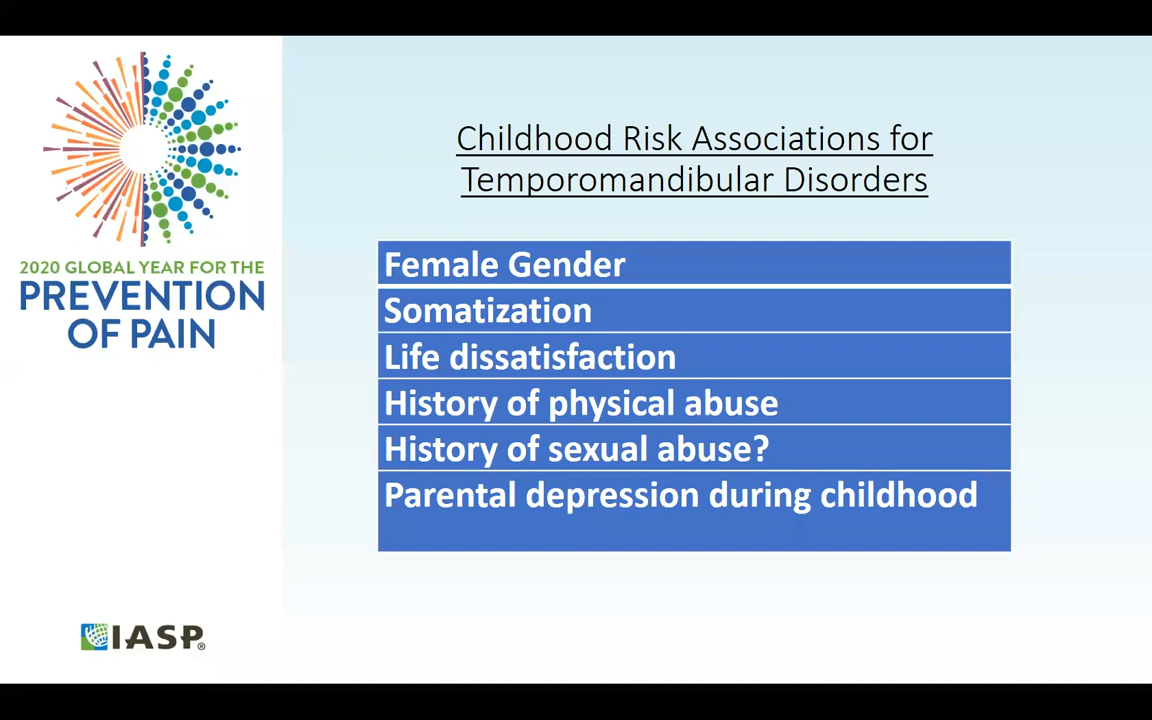 2020 GLOBAL YEAR FOR THE
PREVENTION
OF PAIN
IASP®
Childhood Risk Associations for
Temporomandibular Disorders
Female Gender
Somatization
Life dissatisfaction
History of physical abuse
History of sexual abuse?
Parental depression during childhood